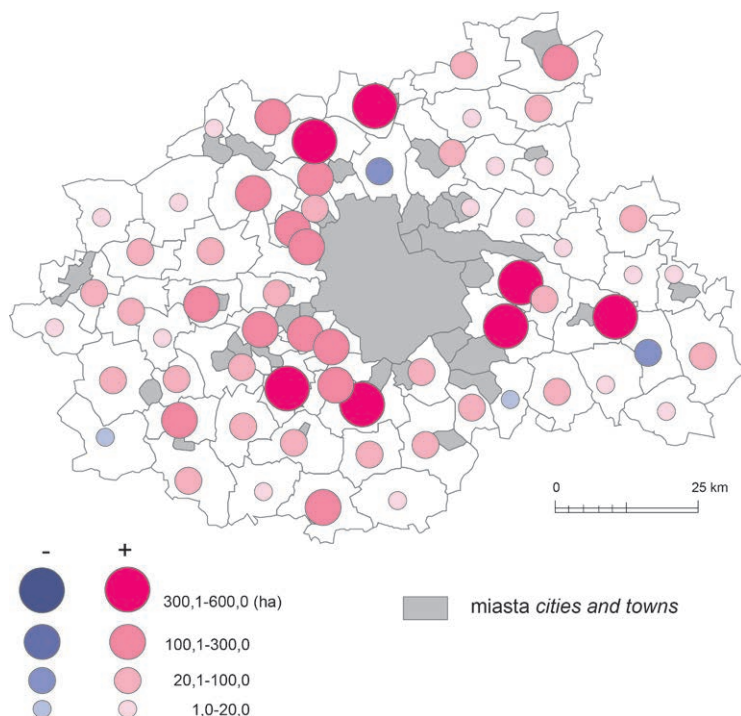 0 25 km
- +
300,1-600,0 (ha)
miasta cities and towns
100,1-300,0
20,1-100,0
1,0-20,0